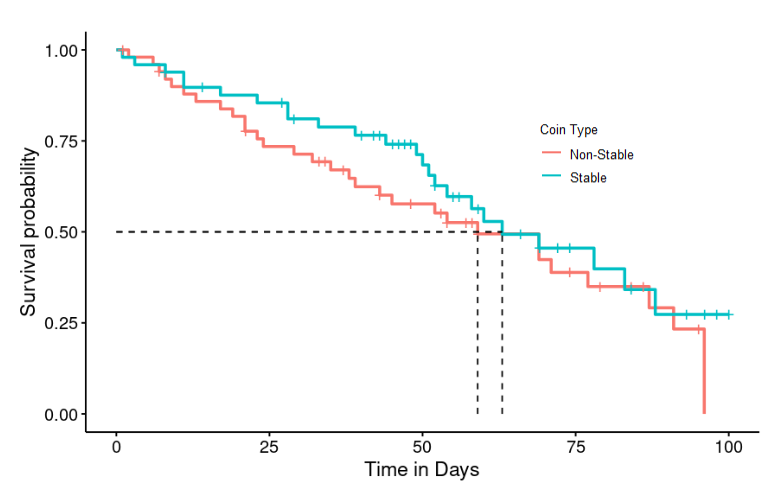 1.00
0.75
0.50
0.25
0.00
Survival probability
Coin Type
Non-Stable
Stable
0 25 50 75 100
Time in Days